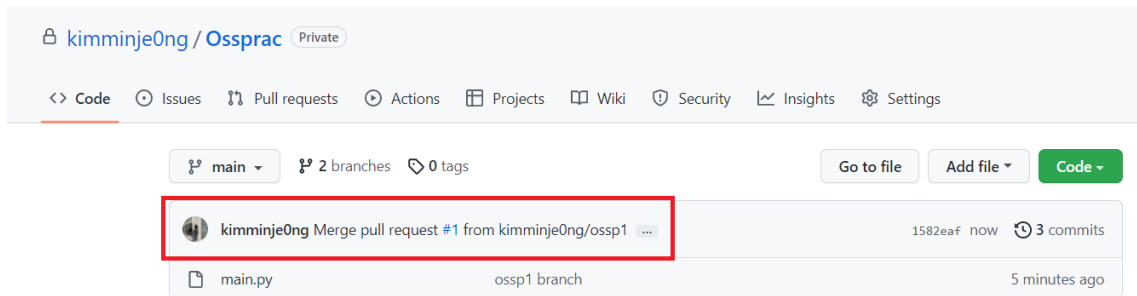 kimminje0ng / Ossprac Private
<> Code Issues Pull requests Actions Projects Wiki Security Insights Settings
main 2 branches 0 tags Go to file Add file Code
kimminje0ng Merge pull request #1 from kimminje0ng/ossp1 ... 1582eaf now 3 commits
main.py ossp1 branch 5 minutes ago